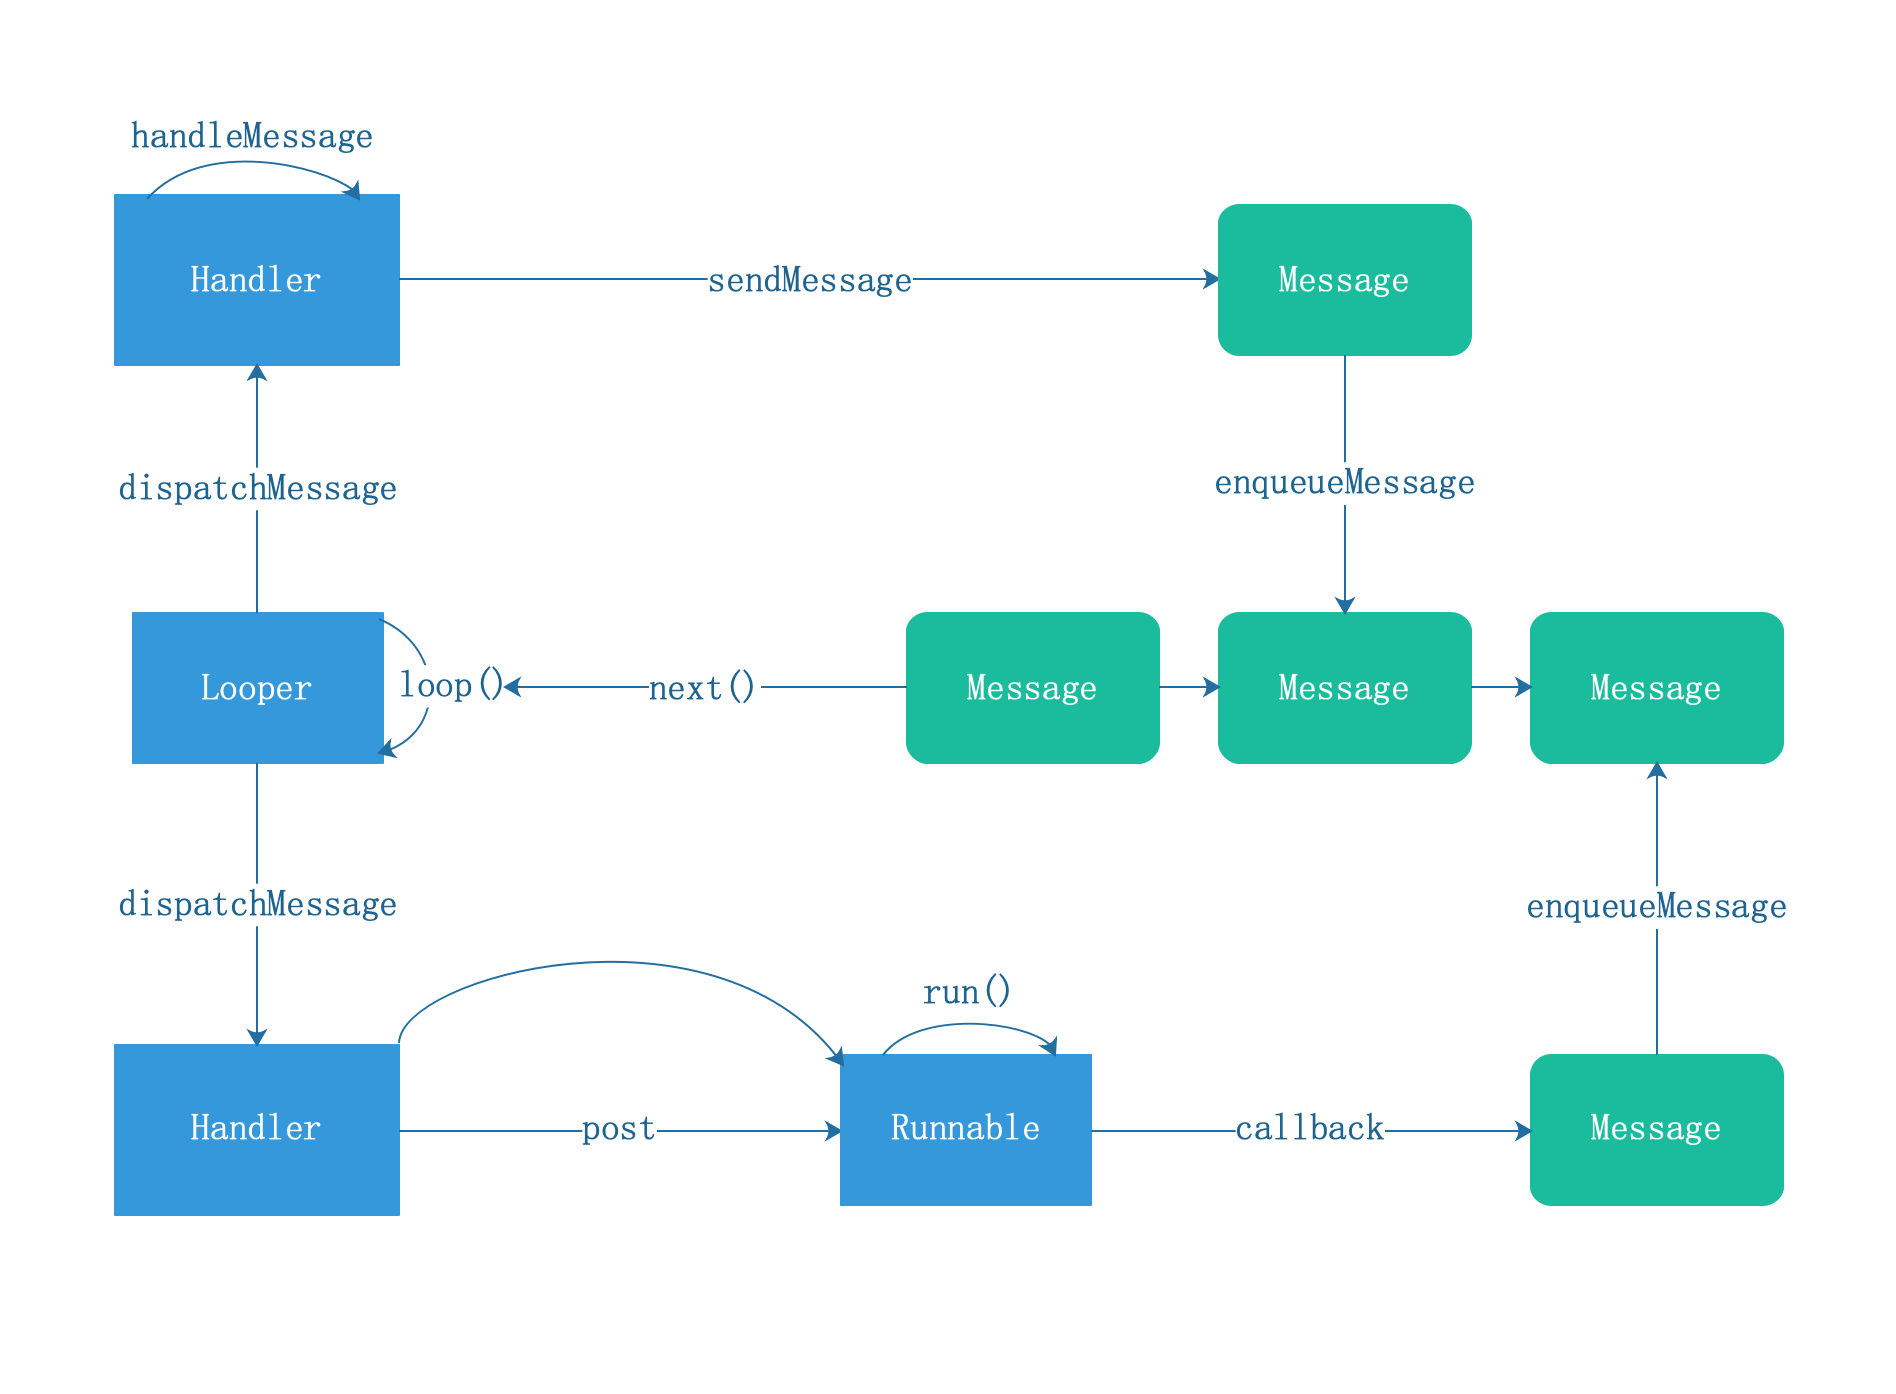 handleMessage
Handler
sendMessage
Message
dispatchMessage
enqueueMessage
Looper
loop()
next()
Message
Message
Message
dispatchMessage
enqueueMessage
run()
Handler
post
Runnable
callback
Message